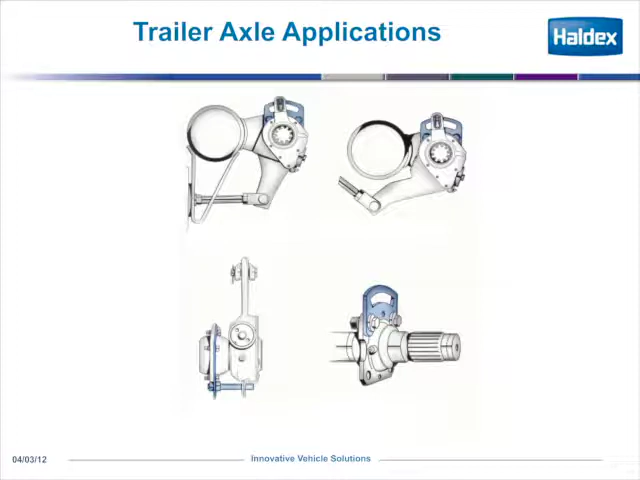 Trailer Axle Applications
Haldex
04/03/12
Innovative Vehicle Solutions